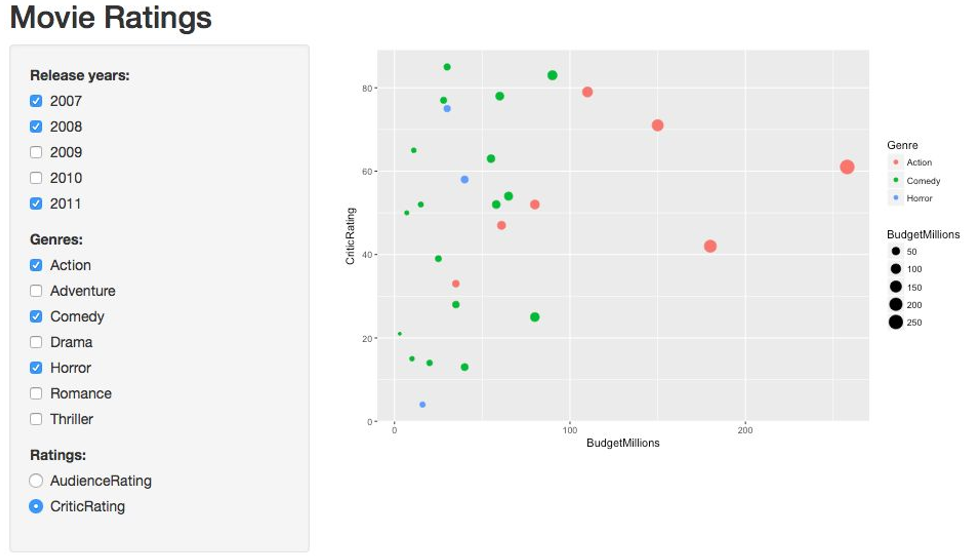 Movie Ratings
Release years:
2007
2008
2009
2010
2011
Genres:
Action
Adventure
Comedy
Drama
Horror
Romance
Thriller
Ratings:
AudienceRating
CriticRating
CriticRating
80
60
40
20
0
0 100 200
BudgetMillions
Genre
Action
Comedy
Horror
BudgetMillions
50
100
150
200
250